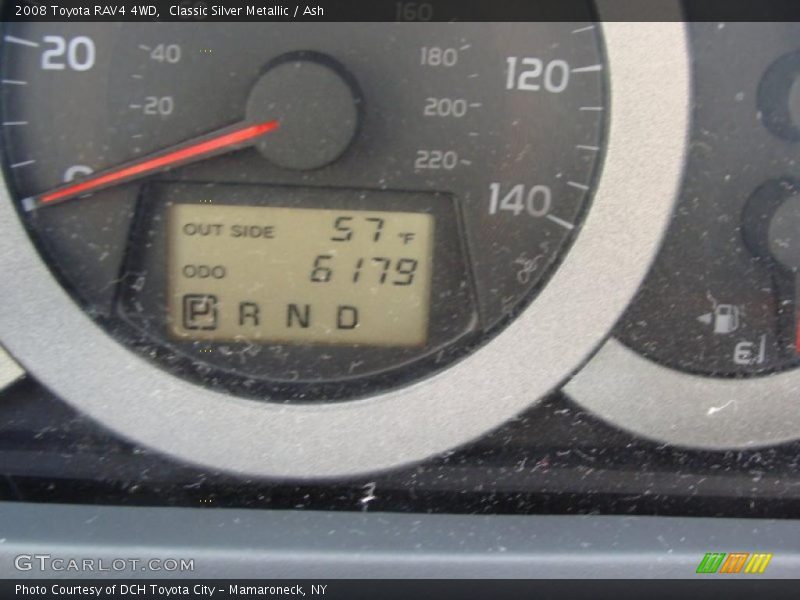 2008 Toyota RAV4 4WD, Classic Silver Metallic / Ash
160
20
40
180
120
20
200
0
220
140
OUT SIDE 57 °F
ODO 6179
P R N D
GTCARLOT.COM
Photo Courtesy of DCH Toyota City - Mamaroneck, NY